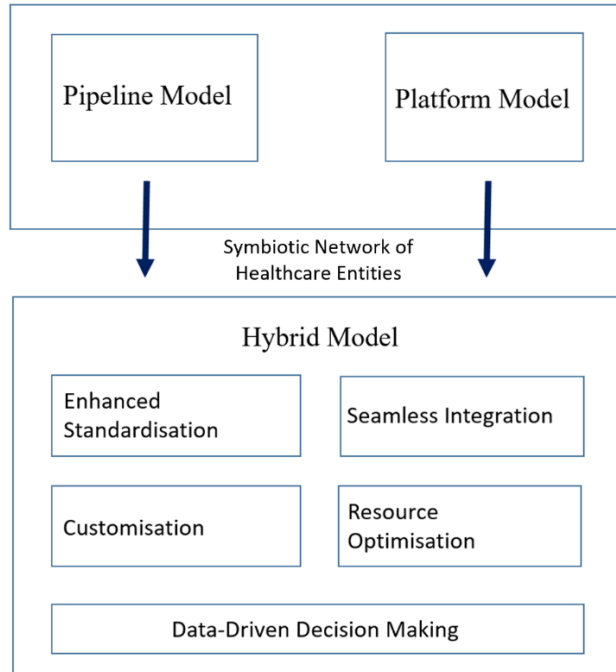 Pipeline Model
Platform Model
Symbiotic Network of
Healthcare Entities
Hybrid Model
Enhanced
Standardisation
Seamless Integration
Customisation
Resource
Optimisation
Data-Driven Decision Making